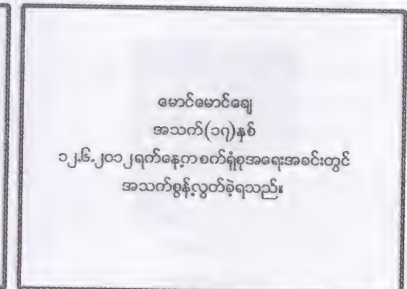 မောင်မောင်ချေ
အသက်(၁၇)နှစ်
၁၂.၆.၂၀၁၂ရက်နေ့ကစက်ရုံစုအရေးအခင်းတွင်
အသက်စွန့်လွှတ်ခဲ့ရသည်။